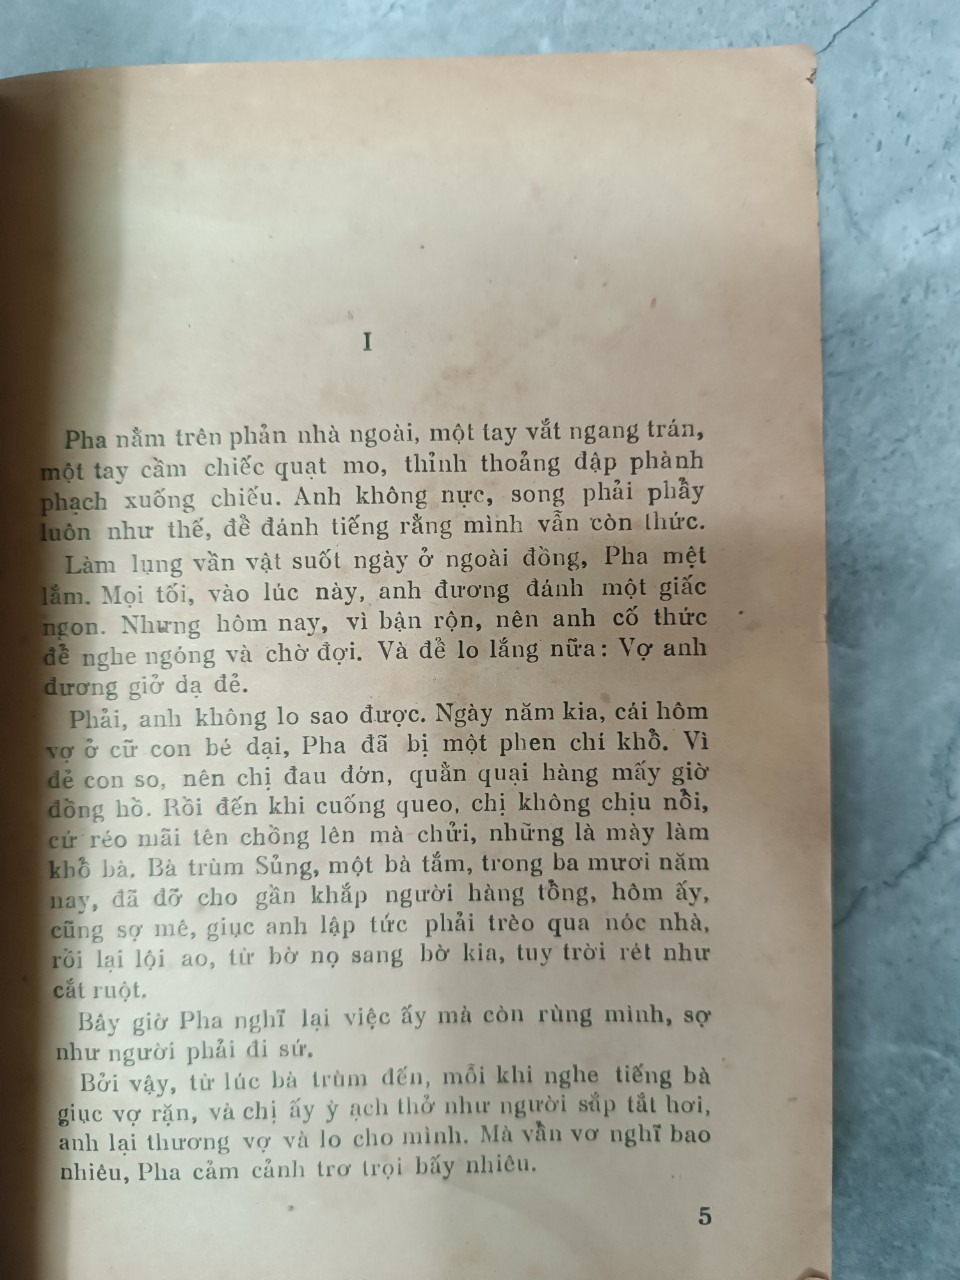 I
Pha nằm trên phản nhà ngoài, một tay vắt ngang trán,
một tay cầm chiếc quạt mo, thỉnh thoảng đập phành
phạch xuống chiếu. Anh không nực, song phải phẩy
luôn như thế, để đánh tiếng rằng mình vẫn còn thức.
Làm lụng vần vật suốt ngày ở ngoài đồng, Pha mệt
lắm. Mọi tối, vào lúc này, anh đương đánh một giấc
ngon. Nhưng hôm nay, vì bận rộn, nên anh cố thức
để nghe ngóng và chờ đợi. Và để lo lắng nữa: Vợ anh
đương giở dạ đẻ.
Phải, anh không lo sao được. Ngày năm kia, cái hôm
vợ ở cữ con bé dại, Pha đã bị một phen chí khổ. Vì
đẻ con so, nên chị đau đớn, quằn quại hàng mấy giờ
đồng hồ. Rồi đến khi cuống queo, chị không chịu nổi,
cứ réo mãi tên chồng lên mà chửi, những là mày làm
khổ bà. Bà trùm Sủng, một bà tắm, trong ba mươi năm
nay, đã đỡ cho gần khắp người hàng tổng, hôm ấy,
cũng sợ mê, giục anh lập tức phải trèo qua nóc nhà,
rồi lại lội ao, từ bờ nọ sang bờ kia, tuy trời rét như
cắt ruột.
Bây giờ Pha nghĩ lại việc ấy mà còn rùng mình, sợ
như người phải đi sứ.
Bởi vậy, từ lúc bà trùm đến, mỗi khi nghe tiếng bà
giục vợ rặn, và chị ấy ỳ ạch thở như người sắp tắt hơi,
anh lại thương vợ và lo cho mình. Mà vẩn vơ nghĩ bao
nhiêu, Pha cảm cảnh trơ trọi bấy nhiêu.
5